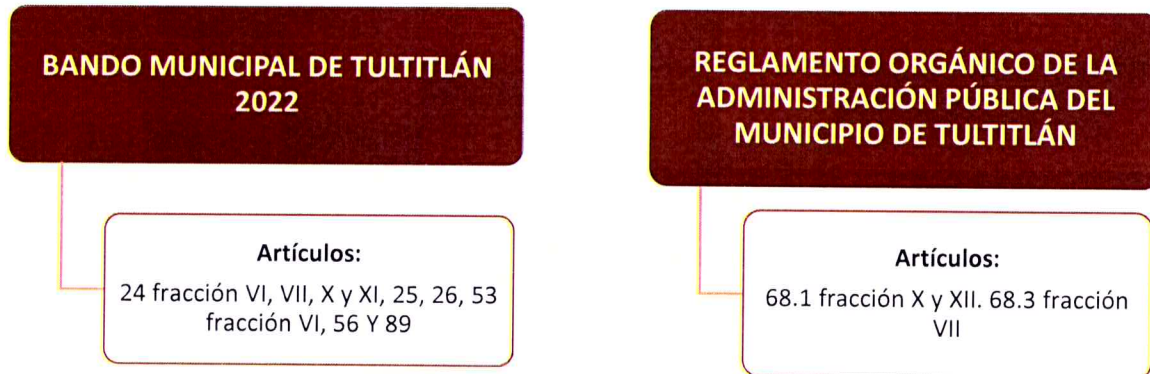 BANDO MUNICIPAL DE TULTITLÁN
2022
Artículos:
24 fracción VI, VII, X y XI, 25, 26, 53
fracción VI, 56 Y 89
REGLAMENTO ORGÁNICO DE LA
ADMINISTRACIÓN PÚBLICA DEL
MUNICIPIO DE TULTITLÁN
Artículos:
68.1 fracción X y XII. 68.3 fracción
VII